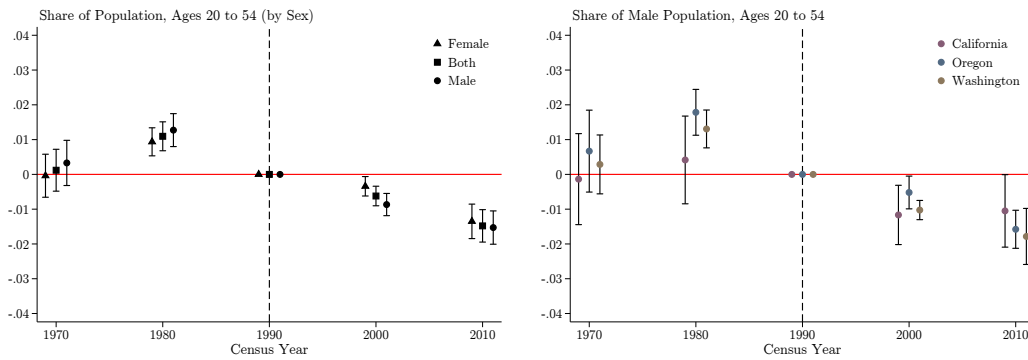 Share of Population, Ages 20 to 54 (by Sex)
.04
.03
.02
.01
0
-.01
-.02
-.03
-.04
Female
Both
Male
1970
1980
1990
2000
2010
Census Year
Share of Male Population, Ages 20 to 54
.04
.03
.02
.01
0
-.01
-.02
-.03
-.04
California
Oregon
Washington
1970
1980
1990
2000
2010
Census Year